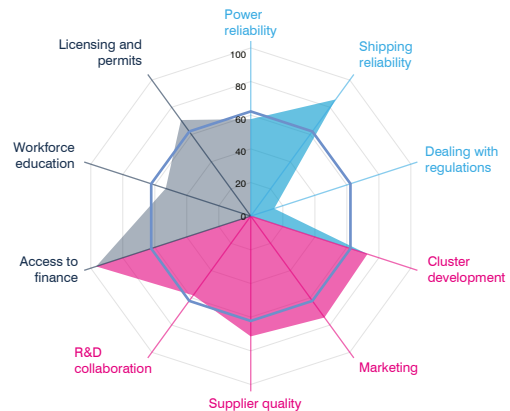 Power
reliability
Licensing and
permits
Shipping
reliability
100
80
60
40
20
0
Workforce
education
Dealing with
regulations
Access to
finance
Cluster
development
R&D
collaboration
Marketing
Supplier quality